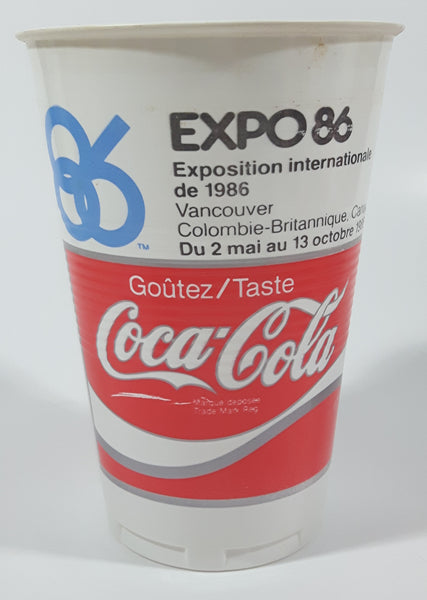 86
TM
EXPO 86
Exposition internationale
de 1986
Vancouver
Colombie-Britannique.
Du 2 mai au 13 octobre
Goûtez/Taste
Coca-Cola
Marque déposée
Trade Mark Reg